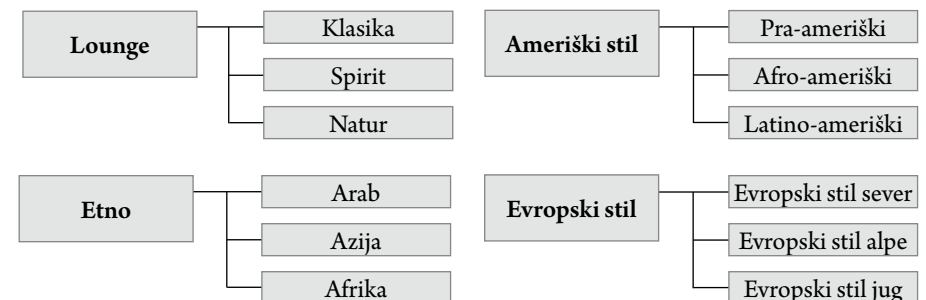 Lounge
Klasika
Spirit
Natur
Ameriški stil
Pra-ameriški
Afro-ameriški
Latino-ameriški
Etno
Arab
Azija
Afrika
Evropski stil
Evropski stil sever
Evropski stil alpe
Evropski stil jug